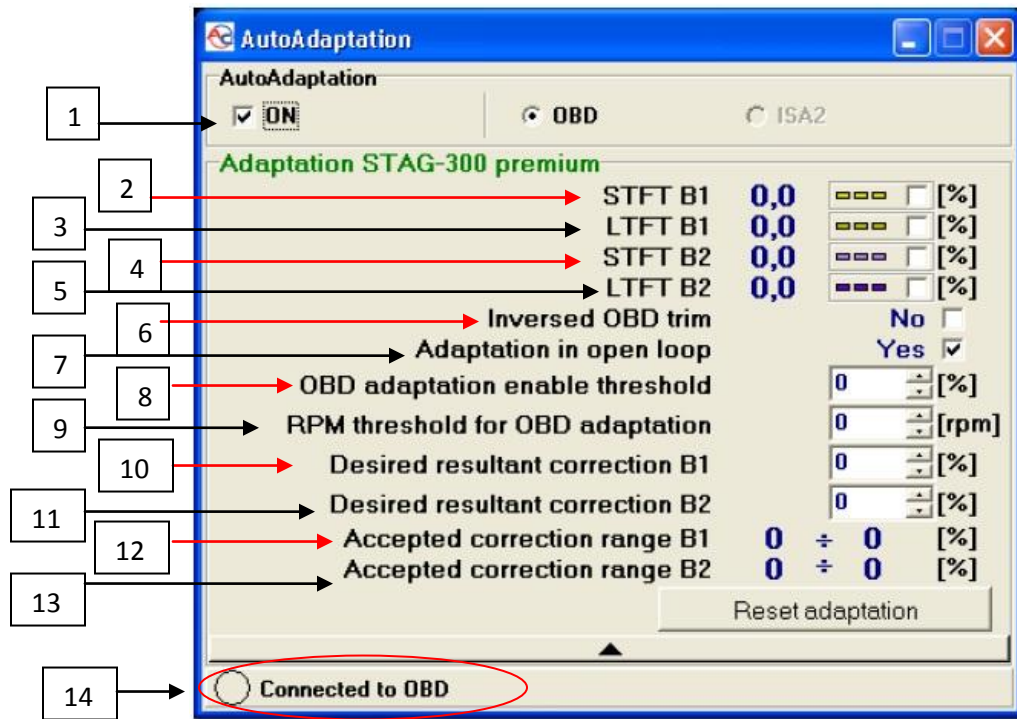 AutoAdaptation
AutoAdaptation
1 ON OBD ISA2
Adaptation STAG-300 premium
2 STFT B1 0,0 [%]
3 LTFT B1 0,0 [%]
4 STFT B2 0,0 [%]
5 LTFT B2 0,0 [%]
6 Inversed OBD trim No
7 Adaptation in open loop Yes
8 OBD adaptation enable threshold 0 [%]
9 RPM threshold for OBD adaptation 0 [rpm]
10 Desired resultant correction B1 0 [%]
11 Desired resultant correction B2 0 [%]
12 Accepted correction range B1 0 ÷ 0 [%]
13 Accepted correction range B2 0 ÷ 0 [%]
Reset adaptation
14 Connected to OBD